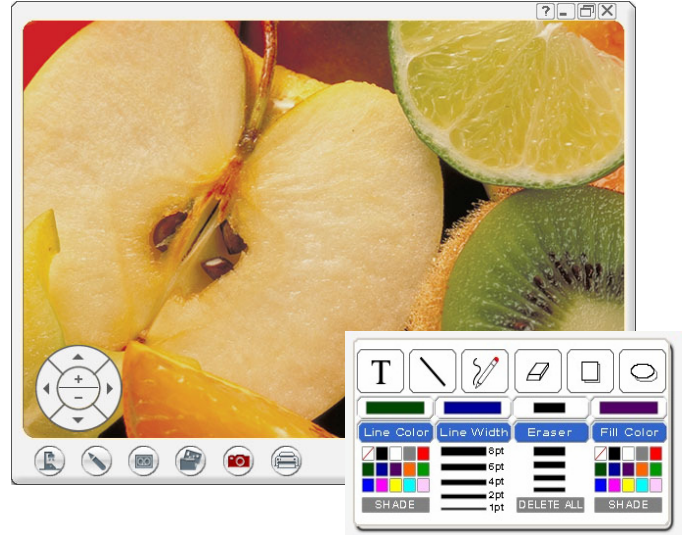 ?
T
Line Color Line Width Eraser Fill Color
8pt
6pt
4pt
2pt
1pt
SHADE
DELETE ALL
SHADE